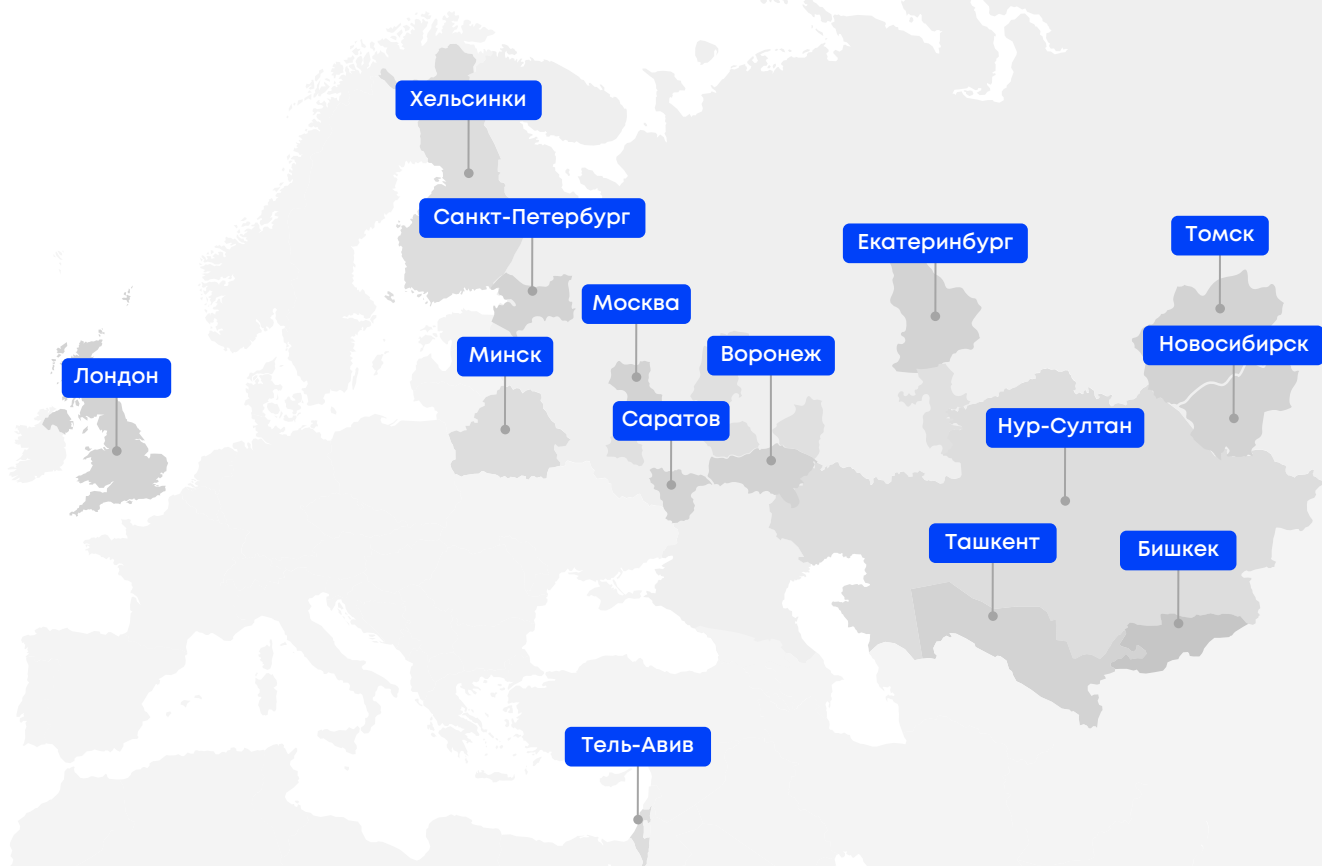 Хельсинки
Санкт-Петербург
Томск
Екатеринбург
Москва
Новосибирск
Воронеж
Минск
Лондон
Саратов
Нур-Султан
Ташкент
Бишкек
Тель-Авив